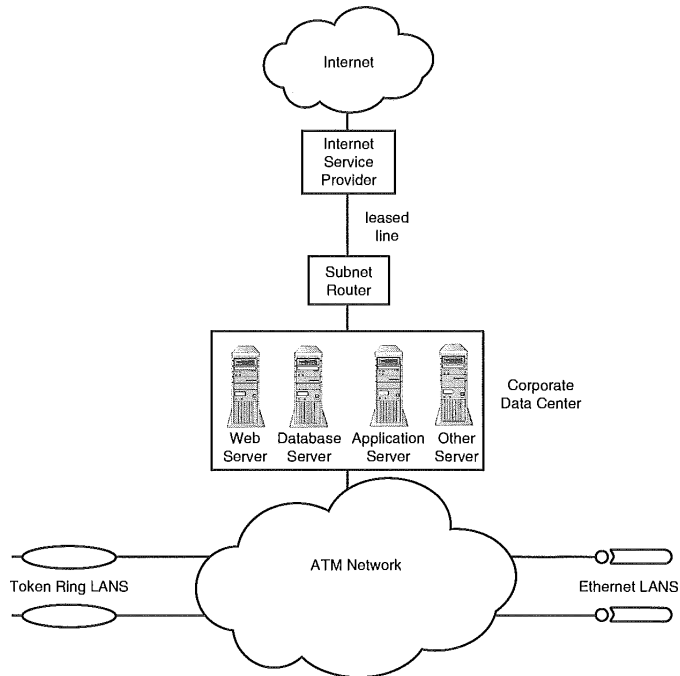 Internet
Internet
Service
Provider
leased
line
Subnet
Router
Corporate
Data Center
Web
Server
Database
Server
Application
Server
Other
Server
ATM Network
Token Ring LANS
Ethernet LANS